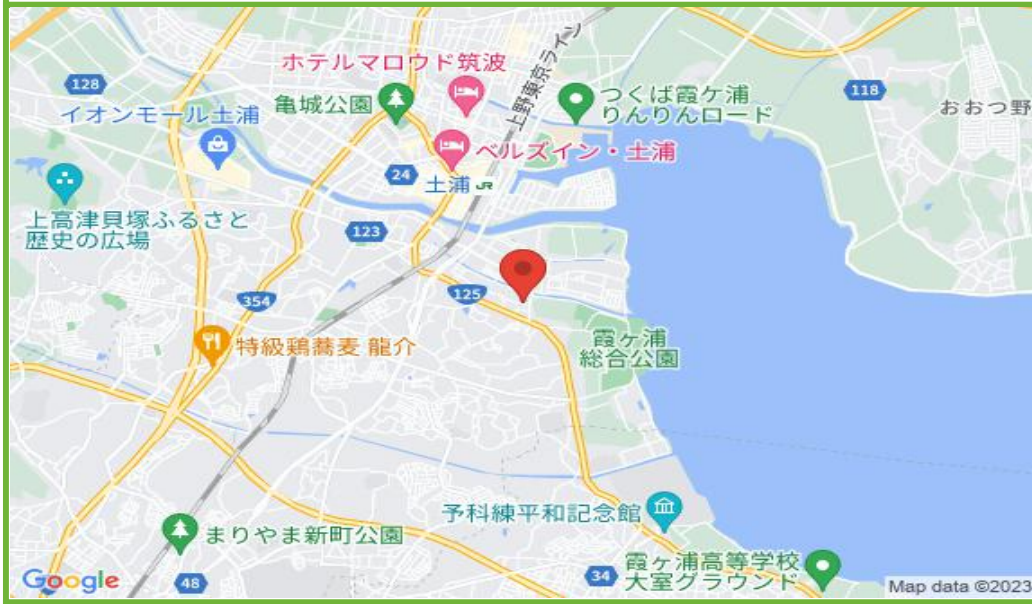 ホテルマロウド筑波
上野東京ライン
128
亀城公園
つくば霞ケ浦
りんりんロード
118
おおつ野
イオンモール土浦
ベルズイン・土浦
24
土浦 JR
上高津貝塚ふるさと
歴史の広場
123
354
125
霞ヶ浦
総合公園
特級鶏蕎麦 龍介
予科練平和記念館
まりやま新町公園
霞ヶ浦高等学校
大室グラウンド
34
48
Google
Map data ©2023